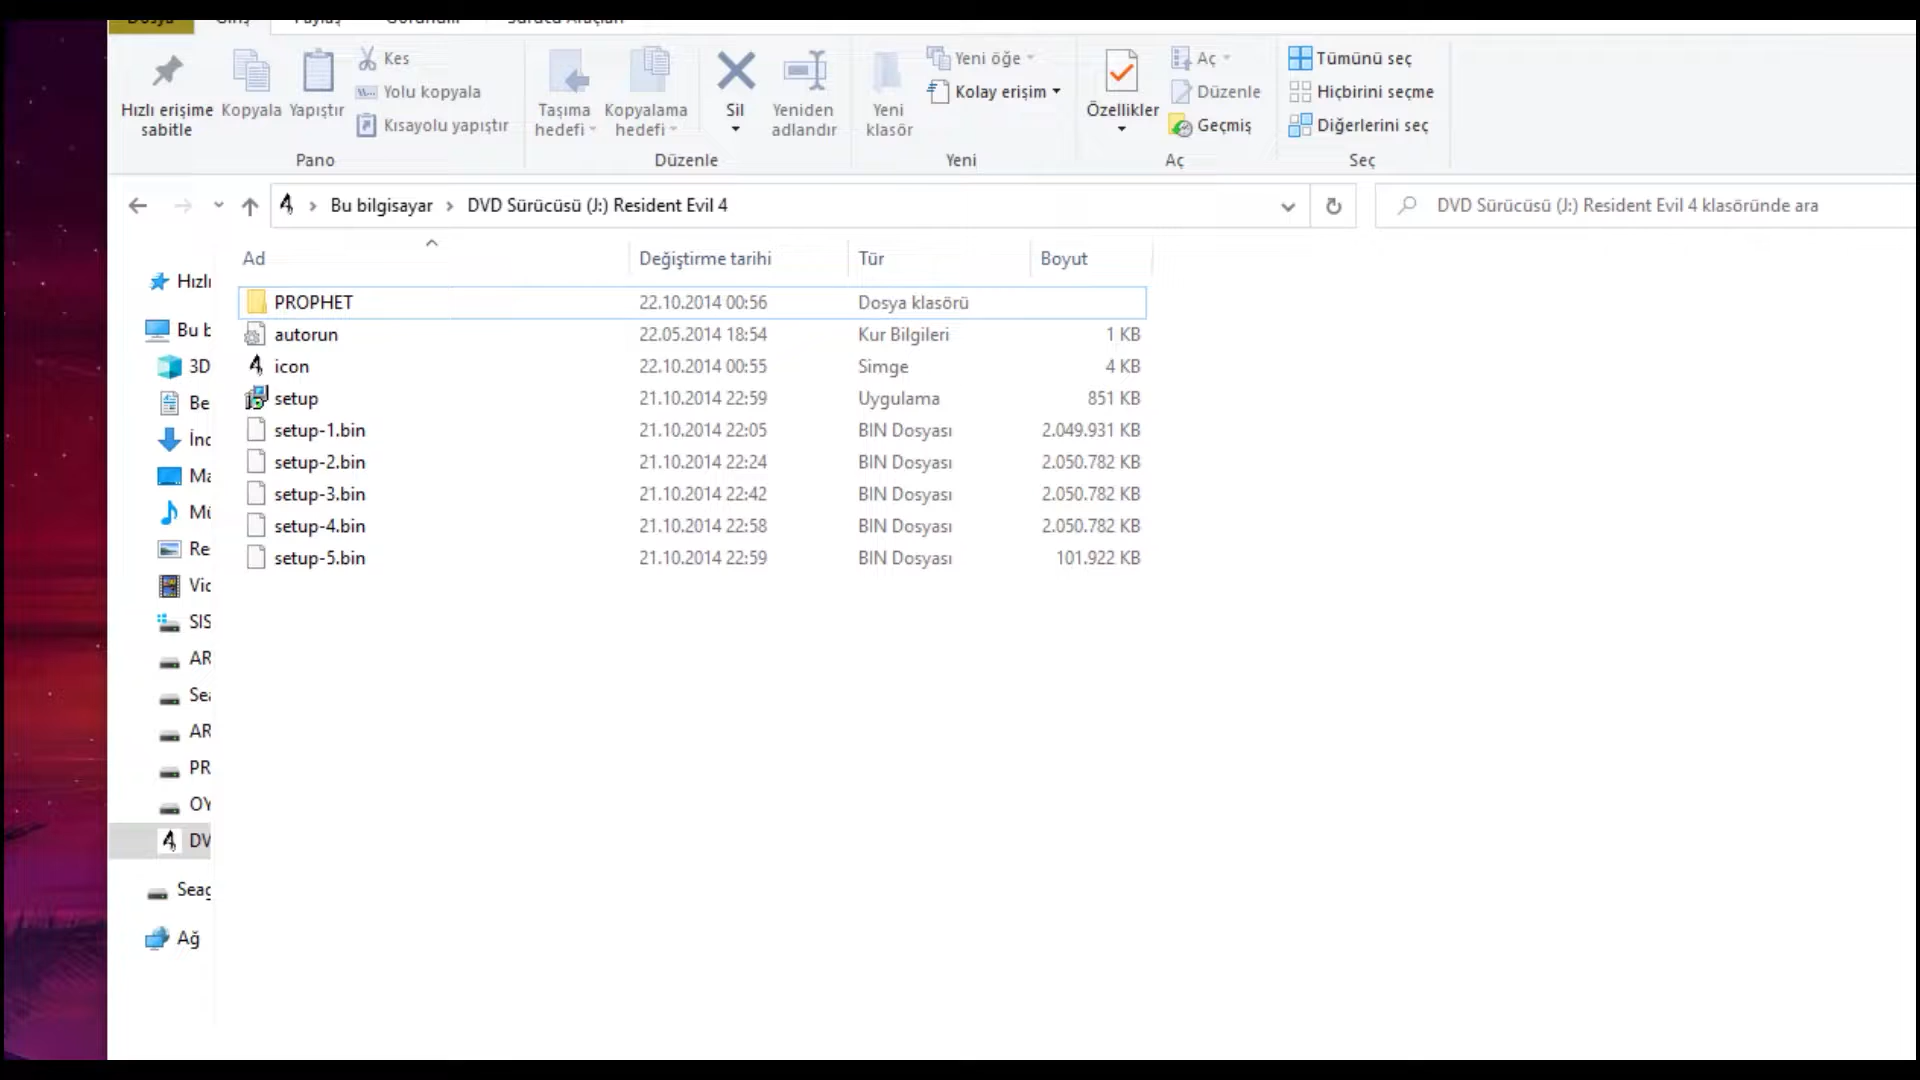 Dosya Giriş Paylaş Görünüm Sürücü Araçları
Hızlı erişime sabitle
Kopyala
Yapıştır
Kes
Yolu kopyala
Kısayolu yapıştır
Pano
Taşıma hedefi
Kopyalama hedefi
Sil
Yeniden adlandır
Düzenle
Yeni klasör
Yeni öğe
Kolay erişim
Yeni
Özellikler
Aç
Düzenle
Geçmiş
Aç
Tümünü seç
Hiçbirini seçme
Diğerlerini seç
Seç
Bu bilgisayar > DVD Sürücüsü (J:) Resident Evil 4
DVD Sürücüsü (J:) Resident Evil 4 klasöründe ara
Ad Değiştirme tarihi Tür Boyut
PROPHET 22.10.2014 00:56 Dosya klasörü
autorun 22.05.2014 18:54 Kur Bilgileri 1 KB
icon 22.10.2014 00:55 Simge 4 KB
setup 21.10.2014 22:59 Uygulama 851 KB
setup-1.bin 21.10.2014 22:05 BIN Dosyası 2.049.931 KB
setup-2.bin 21.10.2014 22:24 BIN Dosyası 2.050.782 KB
setup-3.bin 21.10.2014 22:42 BIN Dosyası 2.050.782 KB
setup-4.bin 21.10.2014 22:58 BIN Dosyası 2.050.782 KB
setup-5.bin 21.10.2014 22:59 BIN Dosyası 101.922 KB
Hızlı
Bu b
3D
Be
İnd
Ma
Mü
Re
Vid
SIS
AR
Sea
AR
PR
OY
DV
Seag
Ağ